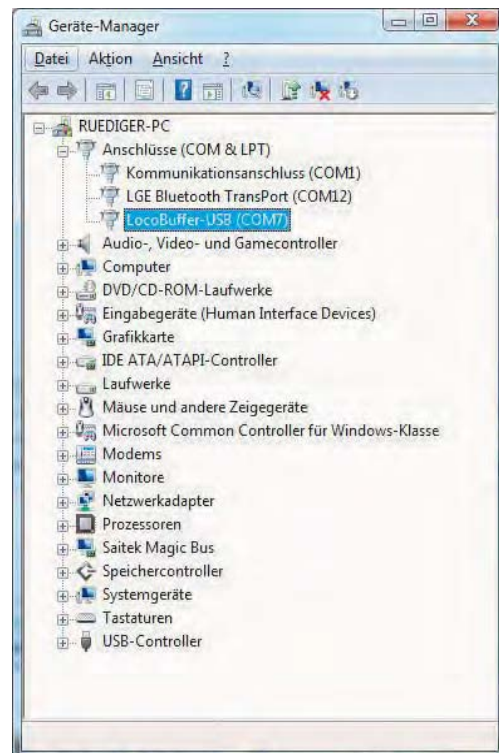 Geräte-Manager
Datei Aktion Ansicht ?
RUEDIGER-PC
Anschlüsse (COM & LPT)
Kommunikationsanschluss (COM1)
LGE Bluetooth TransPort (COM12)
LocoBuffer-USB (COM7)
Audio-, Video- und Gamecontroller
Computer
DVD/CD-ROM-Laufwerke
Eingabegeräte (Human Interface Devices)
Grafikkarte
IDE ATA/ATAPI-Controller
Laufwerke
Mäuse und andere Zeigegeräte
Microsoft Common Controller für Windows-Klasse
Modems
Monitore
Netzwerkadapter
Prozessoren
Saitek Magic Bus
Speichercontroller
Systemgeräte
Tastaturen
USB-Controller